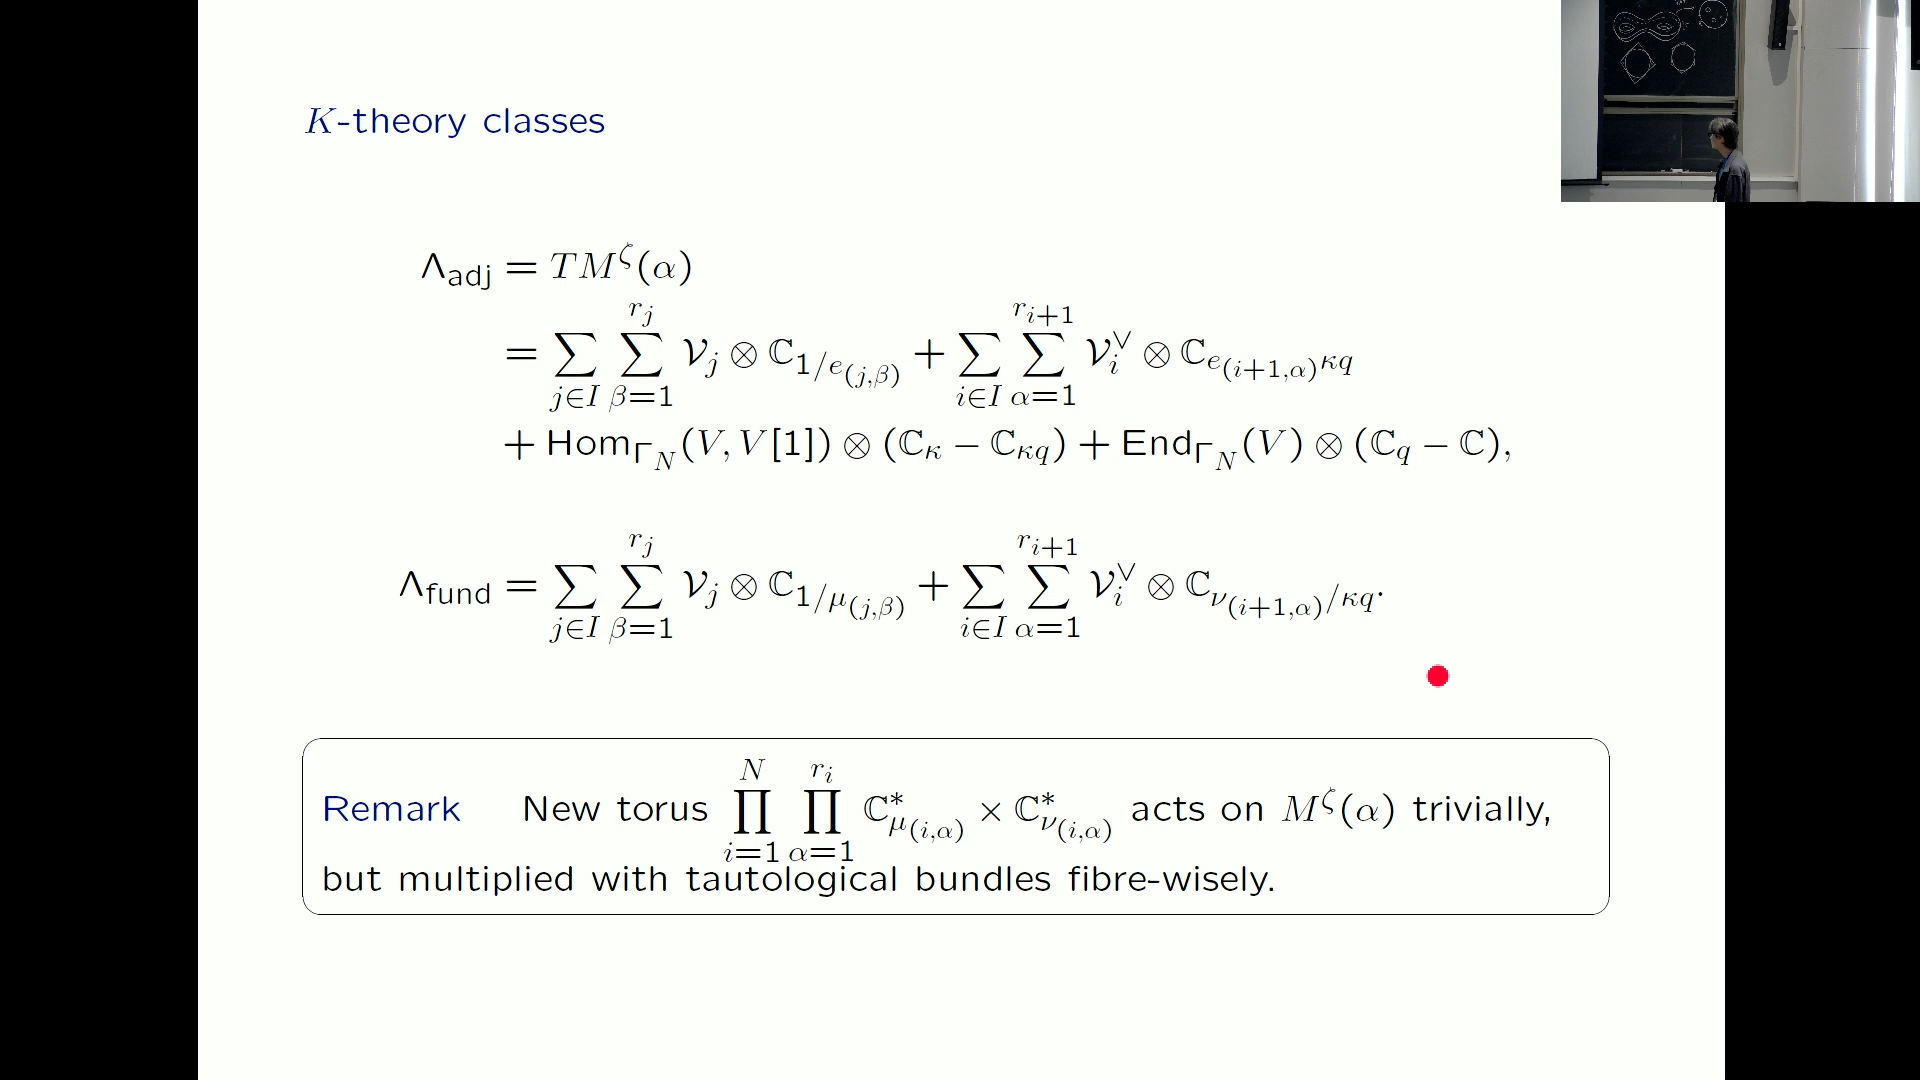 K-theory classes
Λ_adj = TM^ζ(α)
= ∑_{j∈I} ∑_{β=1}^{r_j} 𝒱_j ⊗ ℂ_{1/e_{(j,β)}} + ∑_{i∈I} ∑_{α=1}^{r_{i+1}} 𝒱_i^∨ ⊗ ℂ_{e_{(i+1,α)}κq}
+ Hom_{Γ_N}(V, V[1]) ⊗ (ℂ_κ − ℂ_{κq}) + End_{Γ_N}(V) ⊗ (ℂ_q − ℂ),
Λ_fund = ∑_{j∈I} ∑_{β=1}^{r_j} 𝒱_j ⊗ ℂ_{1/μ_{(j,β)}} + ∑_{i∈I} ∑_{α=1}^{r_{i+1}} 𝒱_i^∨ ⊗ ℂ_{ν_{(i+1,α)}/κq}.
Remark New torus ∏_{i=1}^{N} ∏_{α=1}^{r_i} ℂ^*_{μ_{(i,α)}} × ℂ^*_{ν_{(i,α)}} acts on M^ζ(α) trivially,
but multiplied with tautological bundles fibre-wisely.